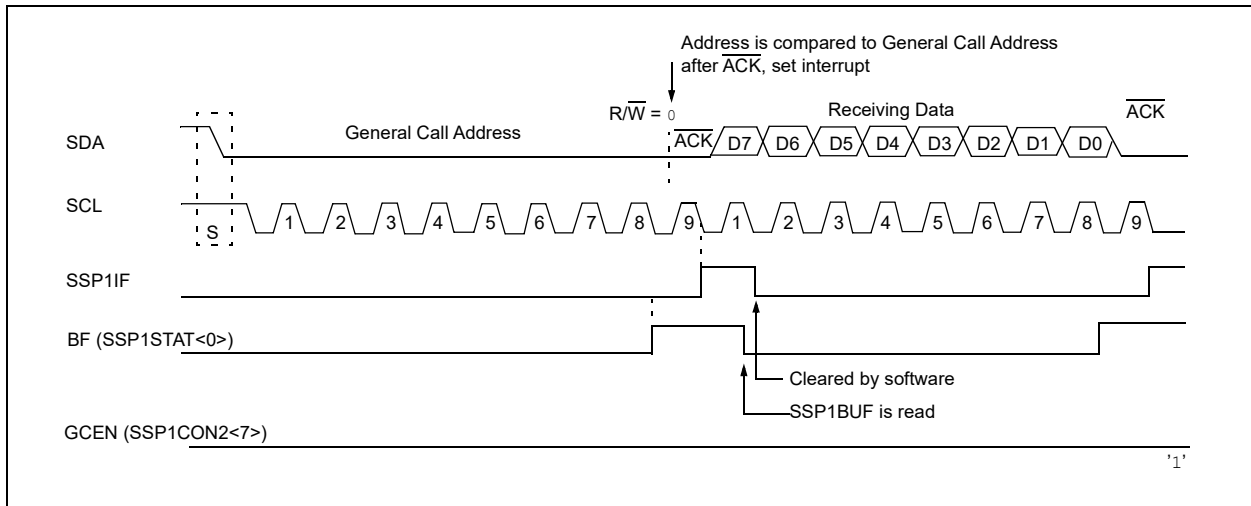 Address is compared to General Call Address
after ACK, set interrupt
R/W = 0
Receiving Data
ACK
General Call Address
SDA
ACK D7 D6 D5 D4 D3 D2 D1 D0
SCL
S
1 2 3 4 5 6 7 8 9 1 2 3 4 5 6 7 8 9
SSP1IF
BF (SSP1STAT<0>)
Cleared by software
SSP1BUF is read
GCEN (SSP1CON2<7>)
'1'